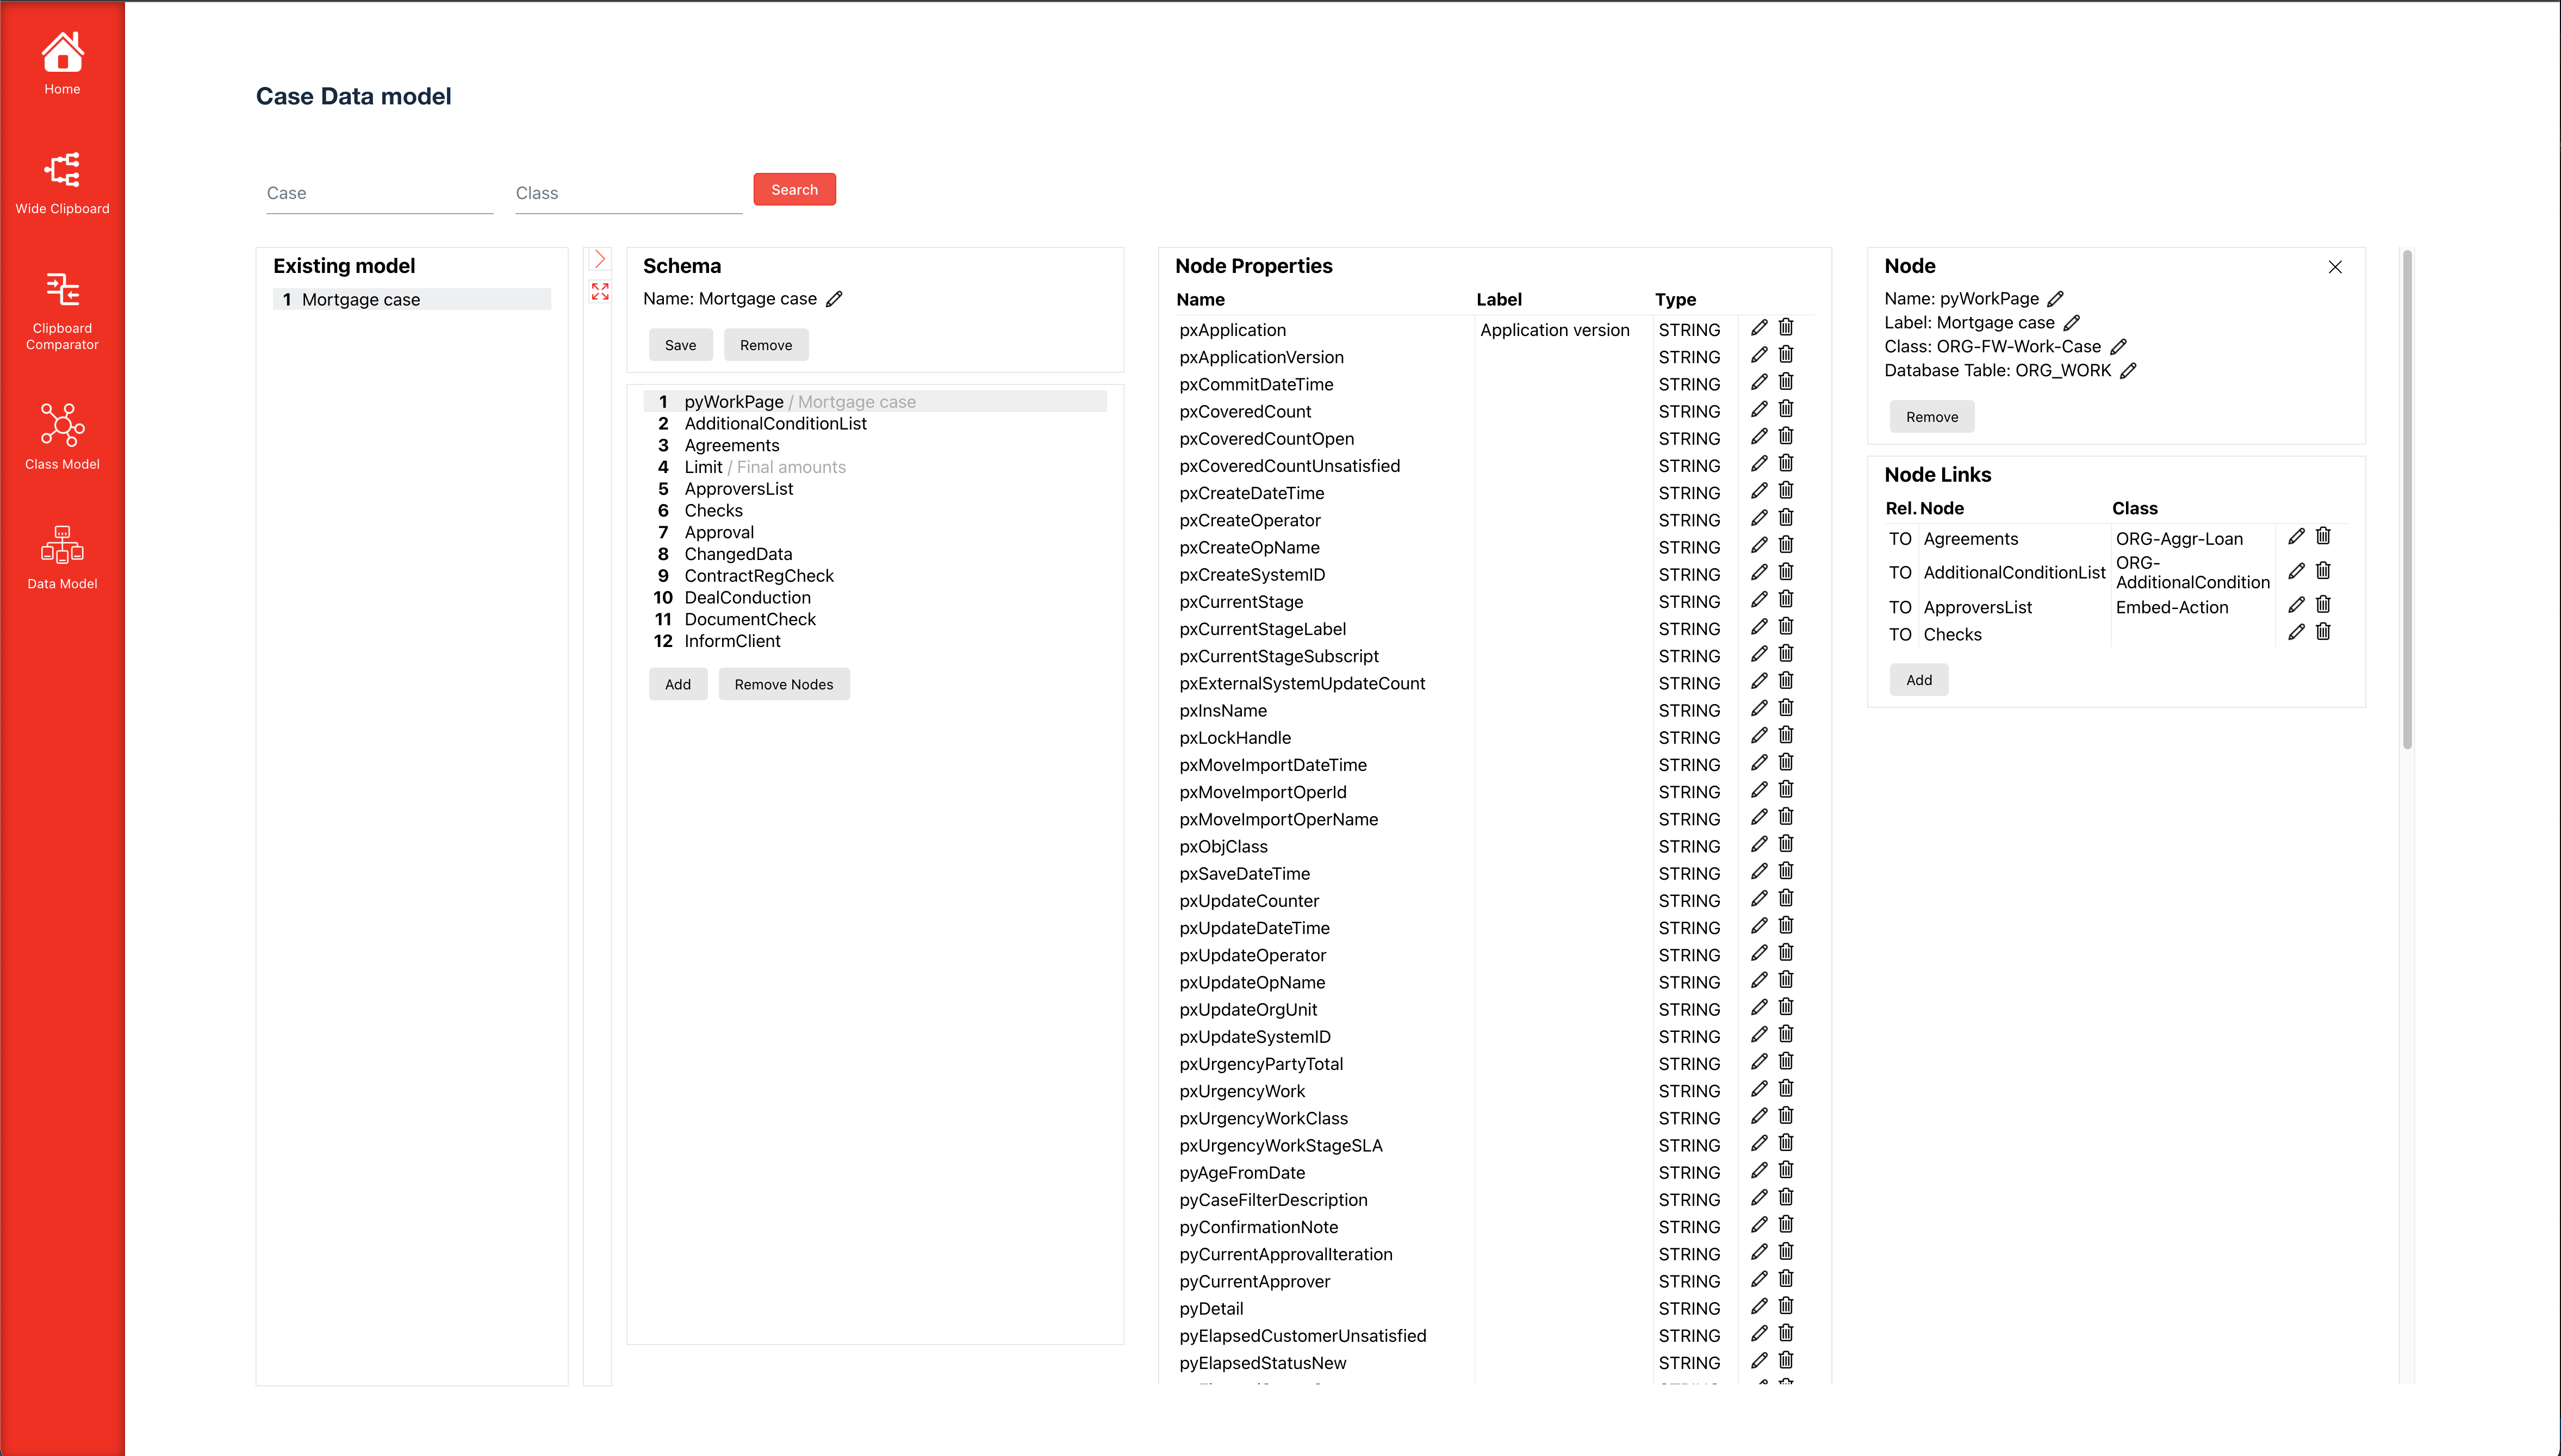 Home
Wide Clipboard
Clipboard
Comparator
Class Model
Data Model
Case Data model
Case Class Search
Existing model
1 Mortgage case
Schema
Name: Mortgage case
Save Remove
1 pyWorkPage / Mortgage case
2 AdditionalConditionList
3 Agreements
4 Limit / Final amounts
5 ApproversList
6 Checks
7 Approval
8 ChangedData
9 ContractRegCheck
10 DealConduction
11 DocumentCheck
12 InformClient
Add Remove Nodes
Node Properties
Name Label Type
pxApplication Application version STRING
pxApplicationVersion STRING
pxCommitDateTime STRING
pxCoveredCount STRING
pxCoveredCountOpen STRING
pxCoveredCountUnsatisfied STRING
pxCreateDateTime STRING
pxCreateOperator STRING
pxCreateOpName STRING
pxCreateSystemID STRING
pxCurrentStage STRING
pxCurrentStageLabel STRING
pxCurrentStageSubscript STRING
pxExternalSystemUpdateCount STRING
pxInsName STRING
pxLockHandle STRING
pxMoveImportDateTime STRING
pxMoveImportOperId STRING
pxMoveImportOperName STRING
pxObjClass STRING
pxSaveDateTime STRING
pxUpdateCounter STRING
pxUpdateDateTime STRING
pxUpdateOperator STRING
pxUpdateOpName STRING
pxUpdateOrgUnit STRING
pxUpdateSystemID STRING
pxUrgencyPartyTotal STRING
pxUrgencyWork STRING
pxUrgencyWorkClass STRING
pxUrgencyWorkStageSLA STRING
pyAgeFromDate STRING
pyCaseFilterDescription STRING
pyConfirmationNote STRING
pyCurrentApprovalIteration STRING
pyCurrentApprover STRING
pyDetail STRING
pyElapsedCustomerUnsatisfied STRING
pyElapsedStatusNew STRING
Node
Name: pyWorkPage
Label: Mortgage case
Class: ORG-FW-Work-Case
Database Table: ORG_WORK
Remove
Node Links
Rel. Node Class
TO Agreements ORG-Aggr-Loan
TO AdditionalConditionList ORG-
AdditionalCondition
TO ApproversList Embed-Action
TO Checks
Add